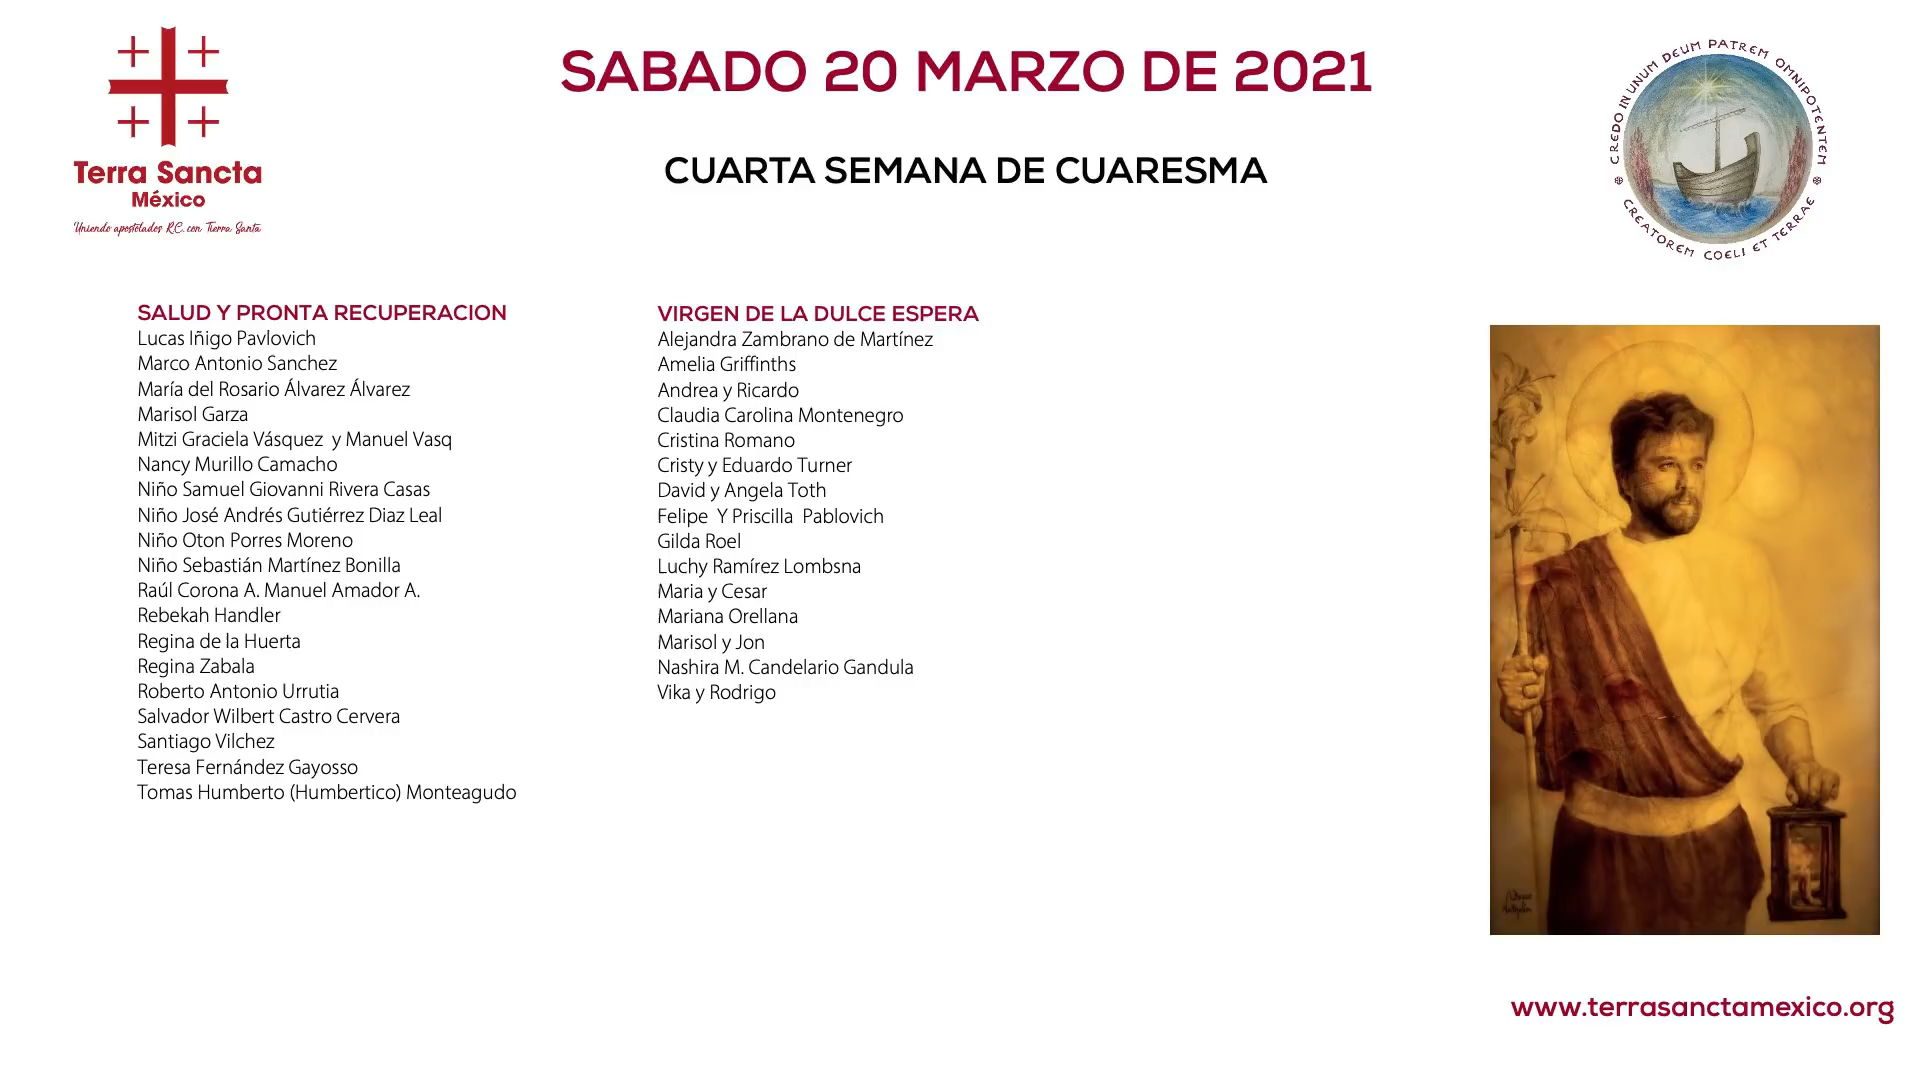 SABADO 20 MARZO DE 2021
CUARTA SEMANA DE CUARESMA
Terra Sancta
México
Uniendo apostolados R.C. con Tierra Santa
CREDO IN UNUM DEUM PATREM OMNIPOTENTEM
CREATOREM COELI ET TERRAE
SALUD Y PRONTA RECUPERACION
Lucas Iñigo Pavlovich
Marco Antonio Sanchez
María del Rosario Álvarez Álvarez
Marisol Garza
Mitzi Graciela Vásquez  y Manuel Vasq
Nancy Murillo Camacho
Niño Samuel Giovanni Rivera Casas
Niño José Andrés Gutiérrez Diaz Leal
Niño Oton Porres Moreno
Niño Sebastián Martínez Bonilla
Raúl Corona A. Manuel Amador A.
Rebekah Handler
Regina de la Huerta
Regina Zabala
Roberto Antonio Urrutia
Salvador Wilbert Castro Cervera
Santiago Vilchez
Teresa Fernández Gayosso
Tomas Humberto (Humbertico) Monteagudo
VIRGEN DE LA DULCE ESPERA
Alejandra Zambrano de Martínez
Amelia Griffinths
Andrea y Ricardo
Claudia Carolina Montenegro
Cristina Romano
Cristy y Eduardo Turner
David y Angela Toth
Felipe  Y Priscilla  Pablovich
Gilda Roel
Luchy Ramírez Lombsna
Maria y Cesar
Mariana Orellana
Marisol y Jon
Nashira M. Candelario Gandula
Vika y Rodrigo
www.terrasanctamexico.org